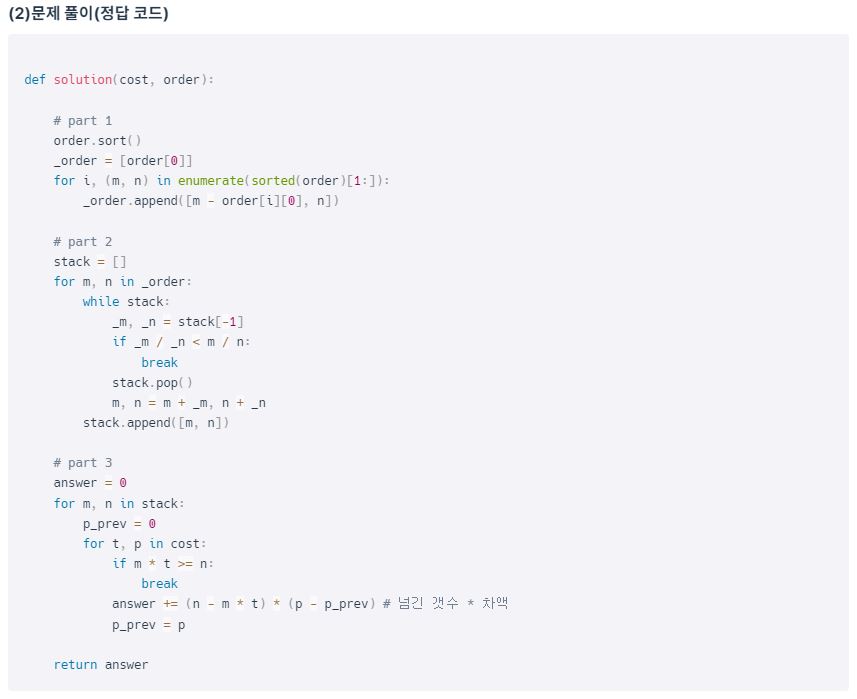 (2)문제 풀이(정답 코드)
def solution(cost, order):
# part 1
order.sort()
_order = [order[0]]
for i, (m, n) in enumerate(sorted(order)[1:]):
_order.append([m - order[i][0], n])
# part 2
stack = []
for m, n in _order:
while stack:
_m, _n = stack[-1]
if _m / _n < m / n:
break
stack.pop()
m, n = m + _m, n + _n
stack.append([m, n])
# part 3
answer = 0
for m, n in stack:
p_prev = 0
for t, p in cost:
if m * t >= n:
break
answer += (n - m * t) * (p - p_prev) # 넘긴 갯수 * 차액
p_prev = p
return answer